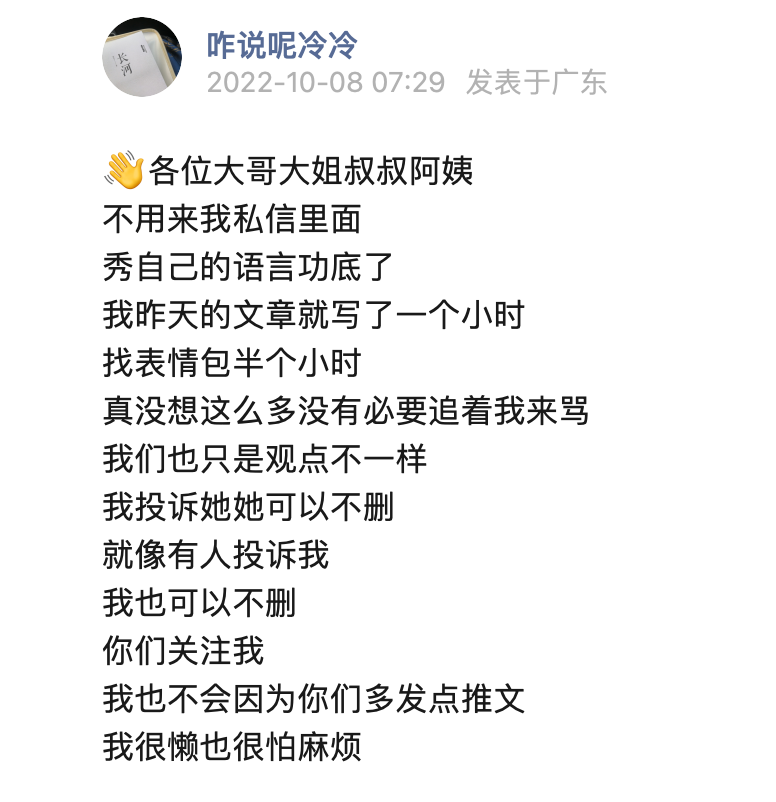 长河
咋说呢冷冷
2022-10-08 07:29 发表于广东
👋各位大哥大姐叔叔阿姨
不用来我私信里面
秀自己的语言功底了
我昨天的文章就写了一个小时
找表情包半个小时
真没想这么多没有必要追着我来骂
我们也只是观点不一样
我投诉她她可以不删
就像有人投诉我
我也可以不删
你们关注我
我也不会因为你们多发点推文
我很懒也很怕麻烦